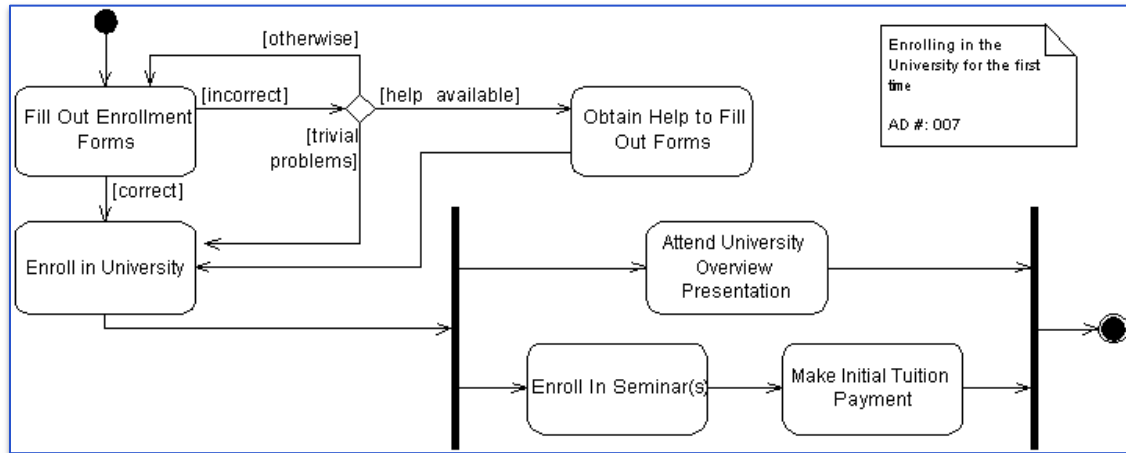 [otherwise]
Enrolling in the
University for the first
time
AD #: 007
Fill Out Enrollment
Forms
[incorrect]
[help available]
[trivial
problems]
Obtain Help to Fill
Out Forms
[correct]
Enroll in University
Attend University
Overview
Presentation
Enroll In Seminar(s)
Make Initial Tuition
Payment